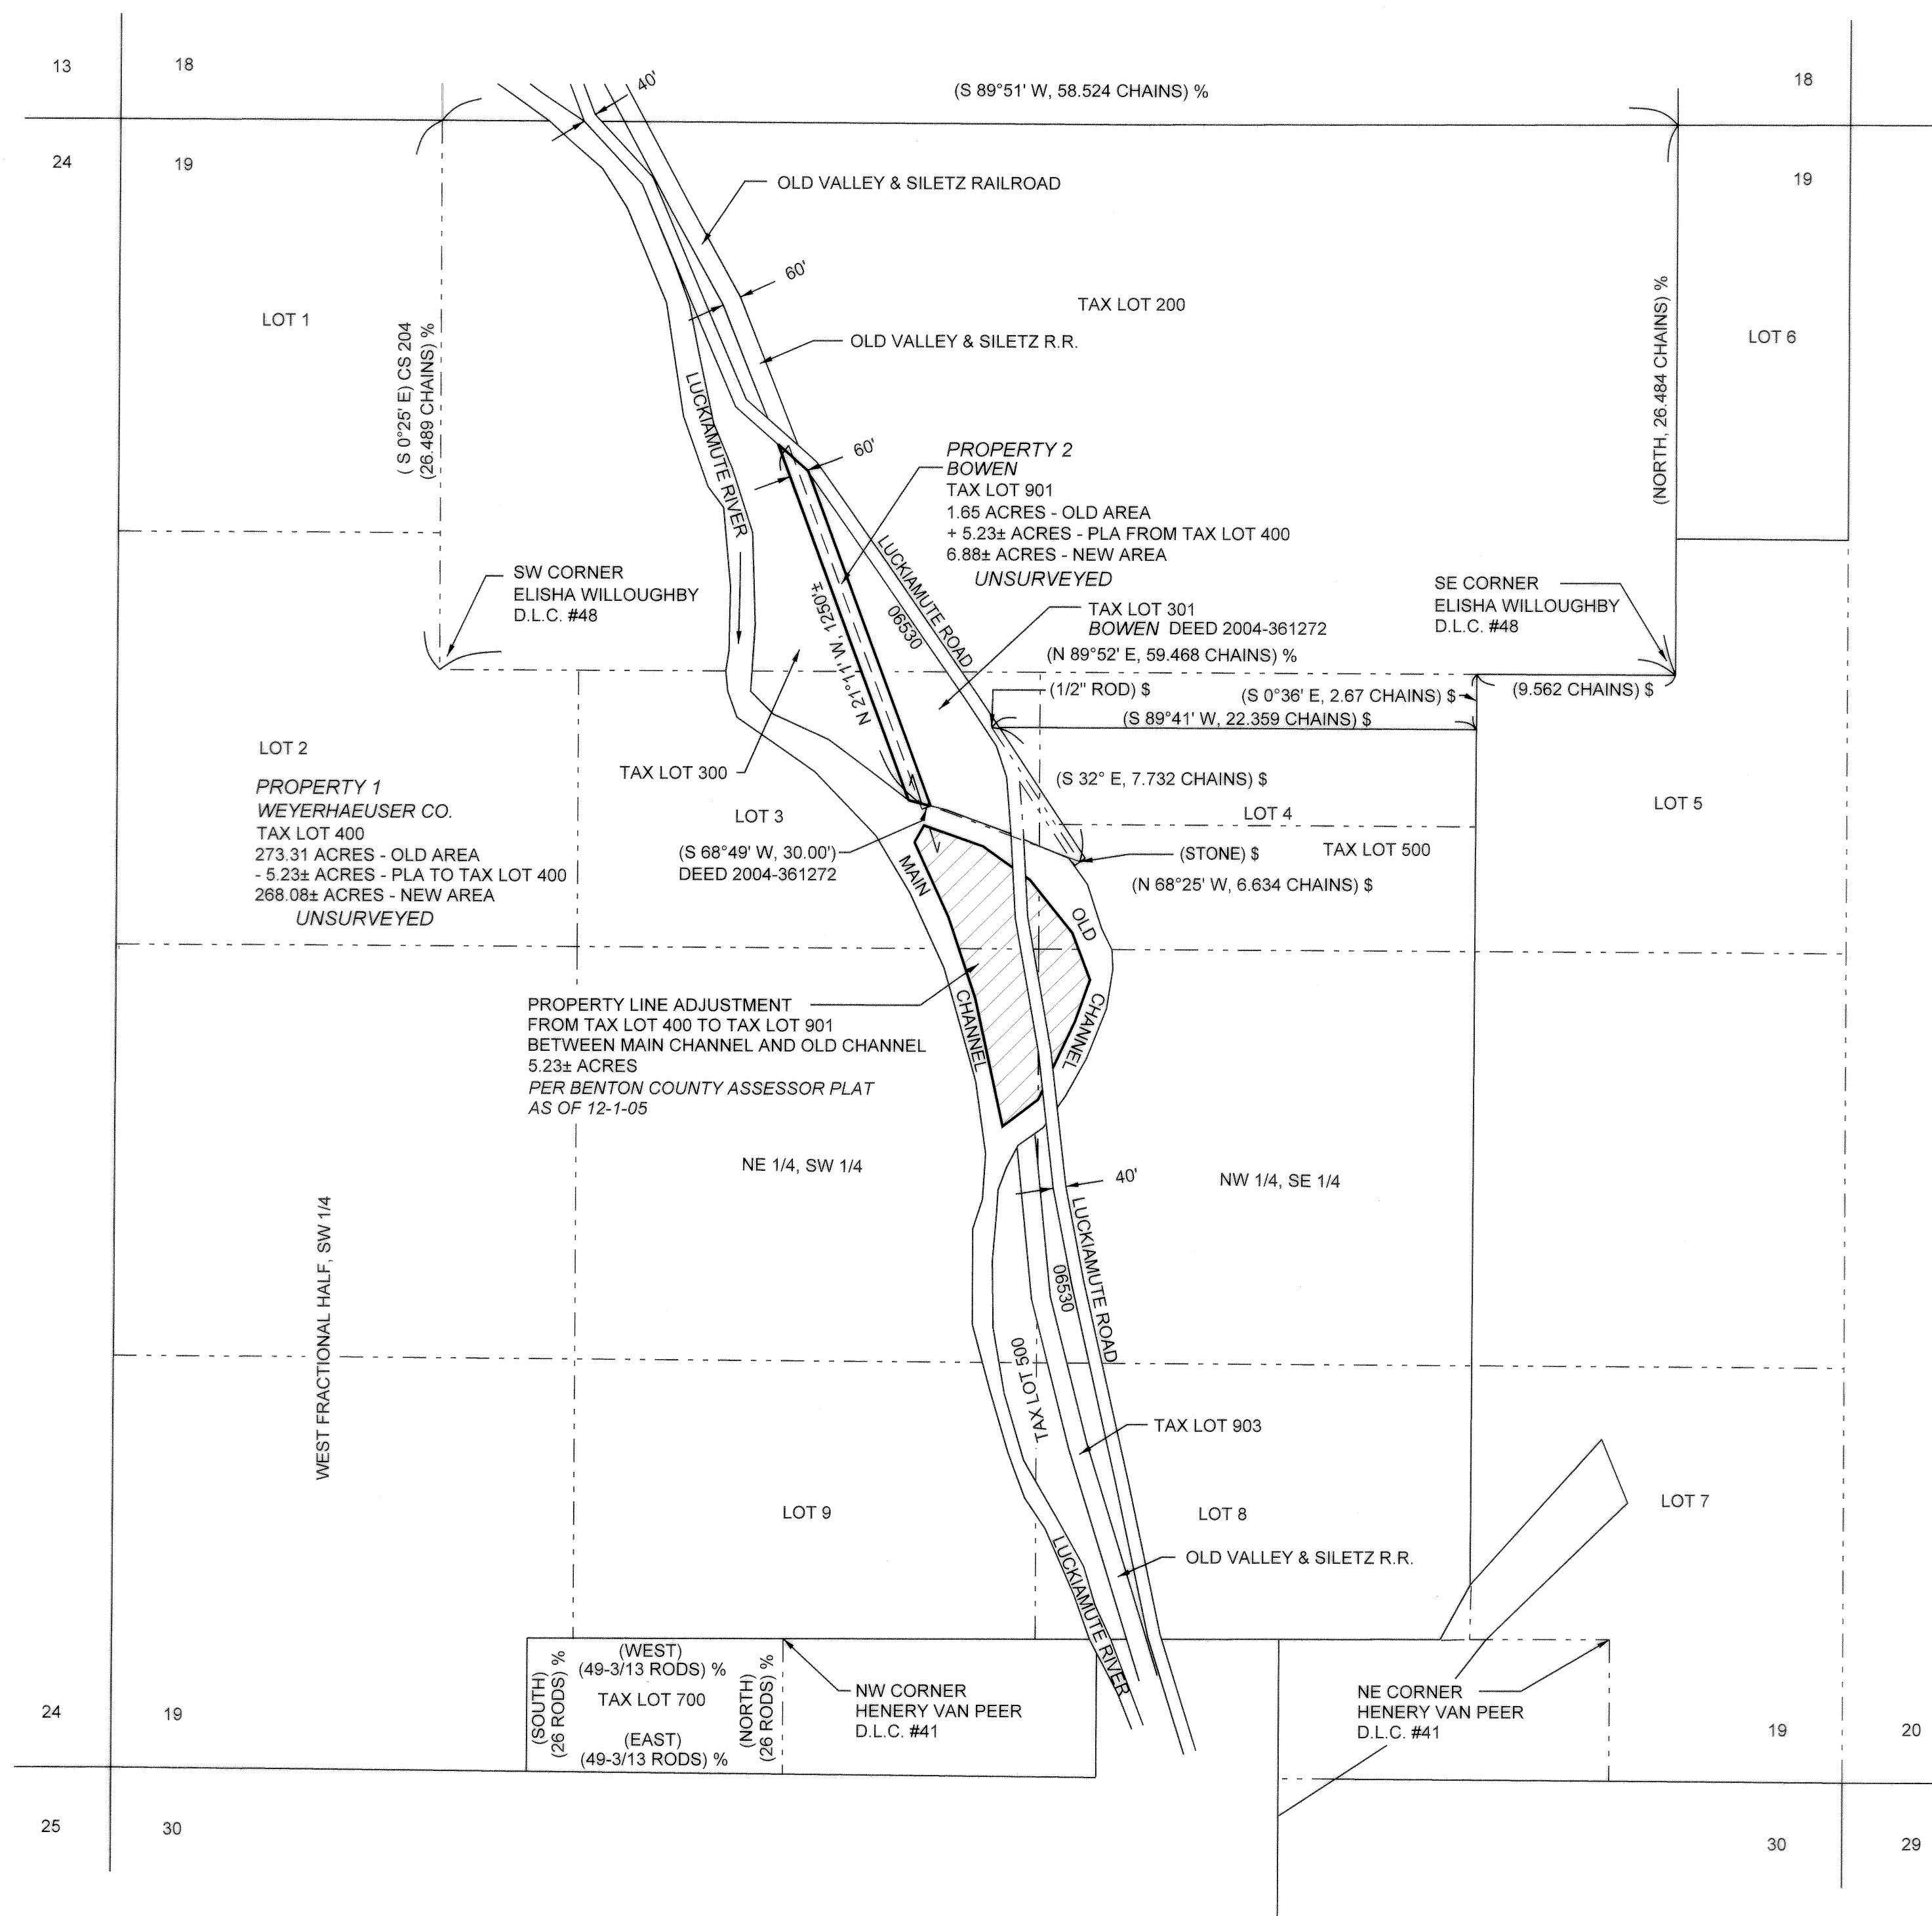 13
18
(S 89°51' W, 58.524 CHAINS) %
18
40'
24
19
19
OLD VALLEY & SILETZ RAILROAD
60'
TAX LOT 200
LOT 1
LOT 6
OLD VALLEY & SILETZ R.R.
( S 0°25' E) CS 204
(26.489 CHAINS) %
(NORTH, 26.484 CHAINS) %
LUCKIAMUTE RIVER
60'
PROPERTY 2
BOWEN
TAX LOT 901
1.65 ACRES - OLD AREA
+ 5.23± ACRES - PLA FROM TAX LOT 400
6.88± ACRES - NEW AREA
UNSURVEYED
LUCKIAMUTE ROAD
06530
N 21°11' W, 1250'±
SW CORNER
ELISHA WILLOUGHBY
D.L.C. #48
SE CORNER
ELISHA WILLOUGHBY
D.L.C. #48
TAX LOT 301
BOWEN DEED 2004-361272
(N 89°52' E, 59.468 CHAINS) %
(1/2" ROD) $
(S 0°36' E, 2.67 CHAINS) $
(9.562 CHAINS) $
(S 89°41' W, 22.359 CHAINS) $
LOT 2
PROPERTY 1
WEYERHAEUSER CO.
TAX LOT 400
273.31 ACRES - OLD AREA
- 5.23± ACRES - PLA TO TAX LOT 400
268.08± ACRES - NEW AREA
UNSURVEYED
TAX LOT 300
LOT 3
(S 32° E, 7.732 CHAINS) $
LOT 4
LOT 5
(S 68°49' W, 30.00')
DEED 2004-361272
(STONE) $
TAX LOT 500
(N 68°25' W, 6.634 CHAINS) $
MAIN
CHANNEL
OLD
CHANNEL
PROPERTY LINE ADJUSTMENT
FROM TAX LOT 400 TO TAX LOT 901
BETWEEN MAIN CHANNEL AND OLD CHANNEL
5.23± ACRES
PER BENTON COUNTY ASSESSOR PLAT
AS OF 12-1-05
NE 1/4, SW 1/4
40'
NW 1/4, SE 1/4
WEST FRACTIONAL HALF, SW 1/4
LUCKIAMUTE ROAD
06530
TAX LOT 500
TAX LOT 903
LOT 9
LOT 8
LOT 7
OLD VALLEY & SILETZ R.R.
LUCKIAMUTE RIVER
(SOUTH)
(26 RODS) %
(WEST)
(49-3/13 RODS) %
TAX LOT 700
(EAST)
(49-3/13 RODS) %
(NORTH)
(26 RODS) %
NW CORNER
HENERY VAN PEER
D.L.C. #41
NE CORNER
HENERY VAN PEER
D.L.C. #41
24
19
19
20
25
30
30
29